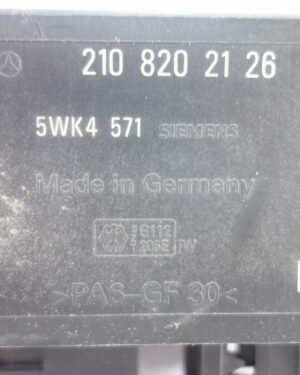 210 820 21 26
5WK4 571 SIEMENS
Made in Germany
>PA6-GF 30<